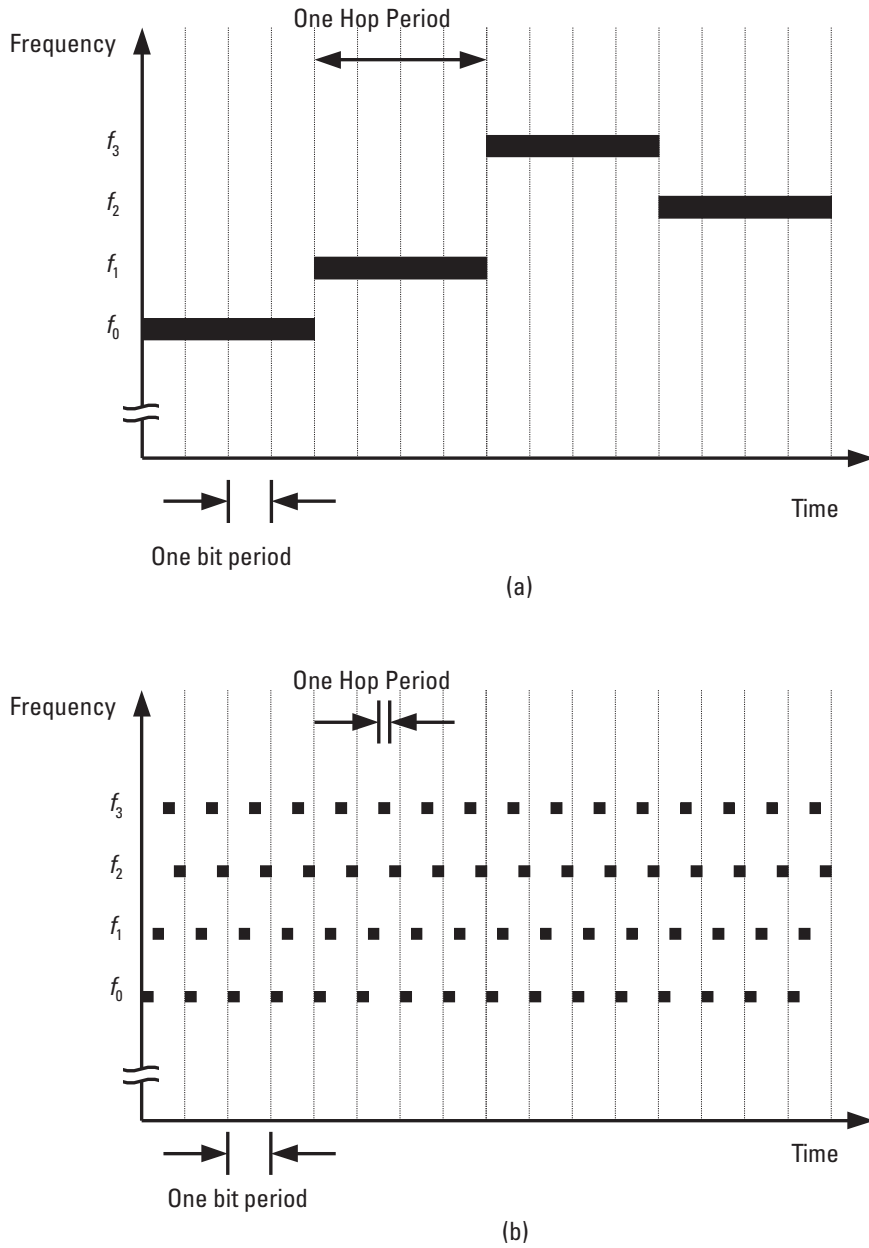 One Hop Period
Frequency
f3
f2
f1
f0
Time
One bit period
(a)
One Hop Period
Frequency
f3
f2
f1
f0
Time
One bit period
(b)